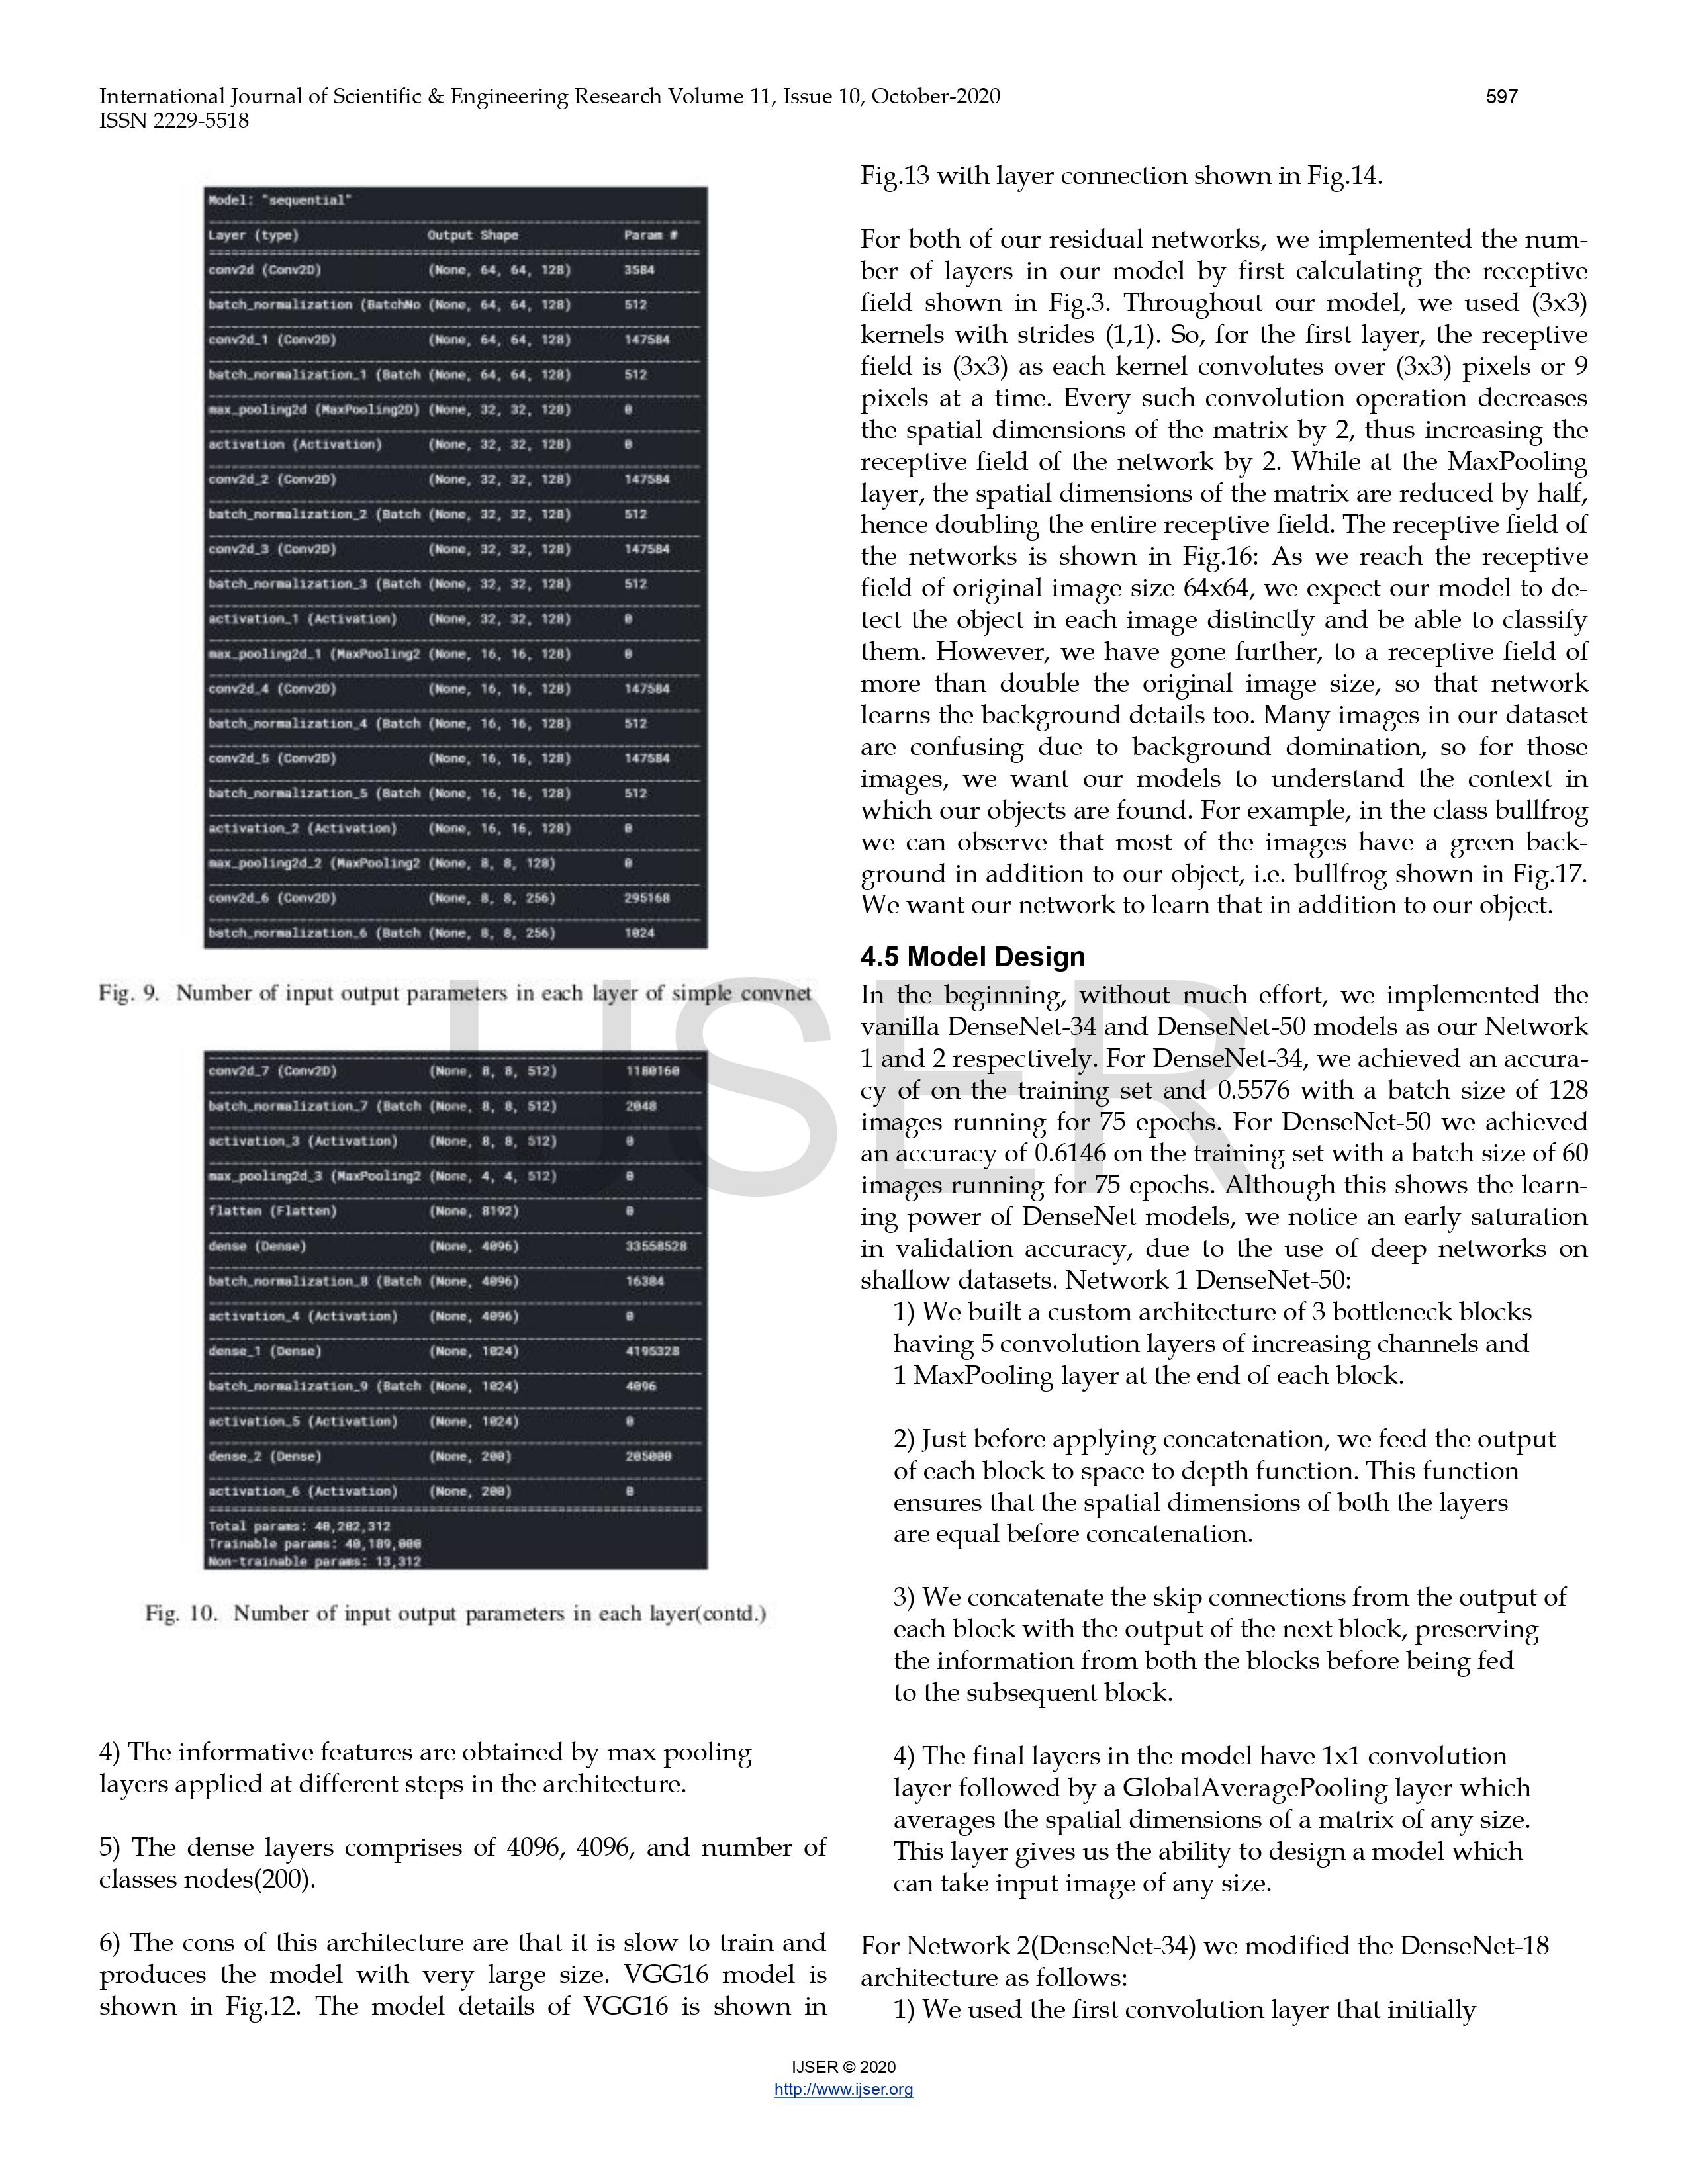 International Journal of Scientific & Engineering Research Volume 11, Issue 10, October-2020
597
ISSN 2229-5518
Model: "sequential"
Layer (type) Output Shape Param #
conv2d (Conv2D) (None, 64, 64, 128) 3584
batch_normalization (BatchNo (None, 64, 64, 128) 512
conv2d_1 (Conv2D) (None, 64, 64, 128) 147584
batch_normalization_1 (Batch (None, 64, 64, 128) 512
max_pooling2d (MaxPooling2D) (None, 32, 32, 128) 0
activation (Activation) (None, 32, 32, 128) 0
conv2d_2 (Conv2D) (None, 32, 32, 128) 147584
batch_normalization_2 (Batch (None, 32, 32, 128) 512
conv2d_3 (Conv2D) (None, 32, 32, 128) 147584
batch_normalization_3 (Batch (None, 32, 32, 128) 512
activation_1 (Activation) (None, 32, 32, 128) 0
max_pooling2d_1 (MaxPooling2 (None, 16, 16, 128) 0
conv2d_4 (Conv2D) (None, 16, 16, 128) 147584
batch_normalization_4 (Batch (None, 16, 16, 128) 512
conv2d_5 (Conv2D) (None, 16, 16, 128) 147584
batch_normalization_5 (Batch (None, 16, 16, 128) 512
activation_2 (Activation) (None, 16, 16, 128) 0
max_pooling2d_2 (MaxPooling2 (None, 8, 8, 128) 0
conv2d_6 (Conv2D) (None, 8, 8, 256) 295168
batch_normalization_6 (Batch (None, 8, 8, 256) 1024
Fig. 9. Number of input output parameters in each layer of simple convnet
conv2d_7 (Conv2D) (None, 8, 8, 512) 1180160
batch_normalization_7 (Batch (None, 8, 8, 512) 2048
activation_3 (Activation) (None, 8, 8, 512) 0
max_pooling2d_3 (MaxPooling2 (None, 4, 4, 512) 0
flatten (Flatten) (None, 8192) 0
dense (Dense) (None, 4096) 33558528
batch_normalization_8 (Batch (None, 4096) 16384
activation_4 (Activation) (None, 4096) 0
dense_1 (Dense) (None, 1024) 4195328
batch_normalization_9 (Batch (None, 1024) 4096
activation_5 (Activation) (None, 1024) 0
dense_2 (Dense) (None, 200) 205000
activation_6 (Activation) (None, 200) 0
Total params: 40,202,312
Trainable params: 40,189,000
Non-trainable params: 13,312
Fig. 10. Number of input output parameters in each layer(contd.)
4) The informative features are obtained by max pooling
layers applied at different steps in the architecture.
5) The dense layers comprises of 4096, 4096, and number of
classes nodes(200).
6) The cons of this architecture are that it is slow to train and
produces the model with very large size. VGG16 model is
shown in Fig.12. The model details of VGG16 is shown in
Fig.13 with layer connection shown in Fig.14.
For both of our residual networks, we implemented the num-
ber of layers in our model by first calculating the receptive
field shown in Fig.3. Throughout our model, we used (3x3)
kernels with strides (1,1). So, for the first layer, the receptive
field is (3x3) as each kernel convolutes over (3x3) pixels or 9
pixels at a time. Every such convolution operation decreases
the spatial dimensions of the matrix by 2, thus increasing the
receptive field of the network by 2. While at the MaxPooling
layer, the spatial dimensions of the matrix are reduced by half,
hence doubling the entire receptive field. The receptive field of
the networks is shown in Fig.16: As we reach the receptive
field of original image size 64x64, we expect our model to de-
tect the object in each image distinctly and be able to classify
them. However, we have gone further, to a receptive field of
more than double the original image size, so that network
learns the background details too. Many images in our dataset
are confusing due to background domination, so for those
images, we want our models to understand the context in
which our objects are found. For example, in the class bullfrog
we can observe that most of the images have a green back-
ground in addition to our object, i.e. bullfrog shown in Fig.17.
We want our network to learn that in addition to our object.
4.5 Model Design
In the beginning, without much effort, we implemented the
vanilla DenseNet-34 and DenseNet-50 models as our Network
1 and 2 respectively. For DenseNet-34, we achieved an accura-
cy of on the training set and 0.5576 with a batch size of 128
images running for 75 epochs. For DenseNet-50 we achieved
an accuracy of 0.6146 on the training set with a batch size of 60
images running for 75 epochs. Although this shows the learn-
ing power of DenseNet models, we notice an early saturation
in validation accuracy, due to the use of deep networks on
shallow datasets. Network 1 DenseNet-50:
1) We built a custom architecture of 3 bottleneck blocks
having 5 convolution layers of increasing channels and
1 MaxPooling layer at the end of each block.
2) Just before applying concatenation, we feed the output
of each block to space to depth function. This function
ensures that the spatial dimensions of both the layers
are equal before concatenation.
3) We concatenate the skip connections from the output of
each block with the output of the next block, preserving
the information from both the blocks before being fed
to the subsequent block.
4) The final layers in the model have 1x1 convolution
layer followed by a GlobalAveragePooling layer which
averages the spatial dimensions of a matrix of any size.
This layer gives us the ability to design a model which
can take input image of any size.
For Network 2(DenseNet-34) we modified the DenseNet-18
architecture as follows:
1) We used the first convolution layer that initially
IJSER
IJSER © 2020
http://www.ijser.org